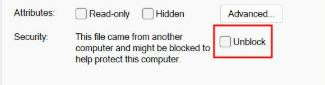 Attributes: Read-only Hidden Advanced...
Security: This file came from another
computer and might be blocked to
help protect this computer.
Unblock